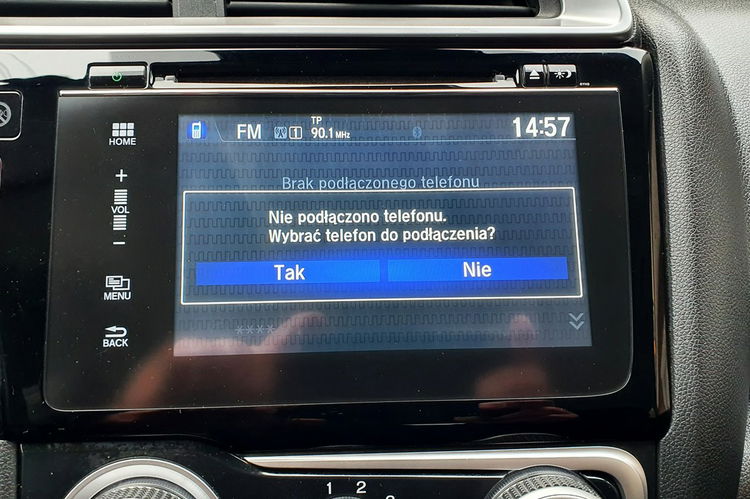 FM 1 TP 90.1 MHz 14:57
HOME
Brak podłączonego telefonu
+
VOL
−
Nie podłączono telefonu.
Wybrać telefon do podłączenia?
Tak Nie
MENU
****
BACK
1 2